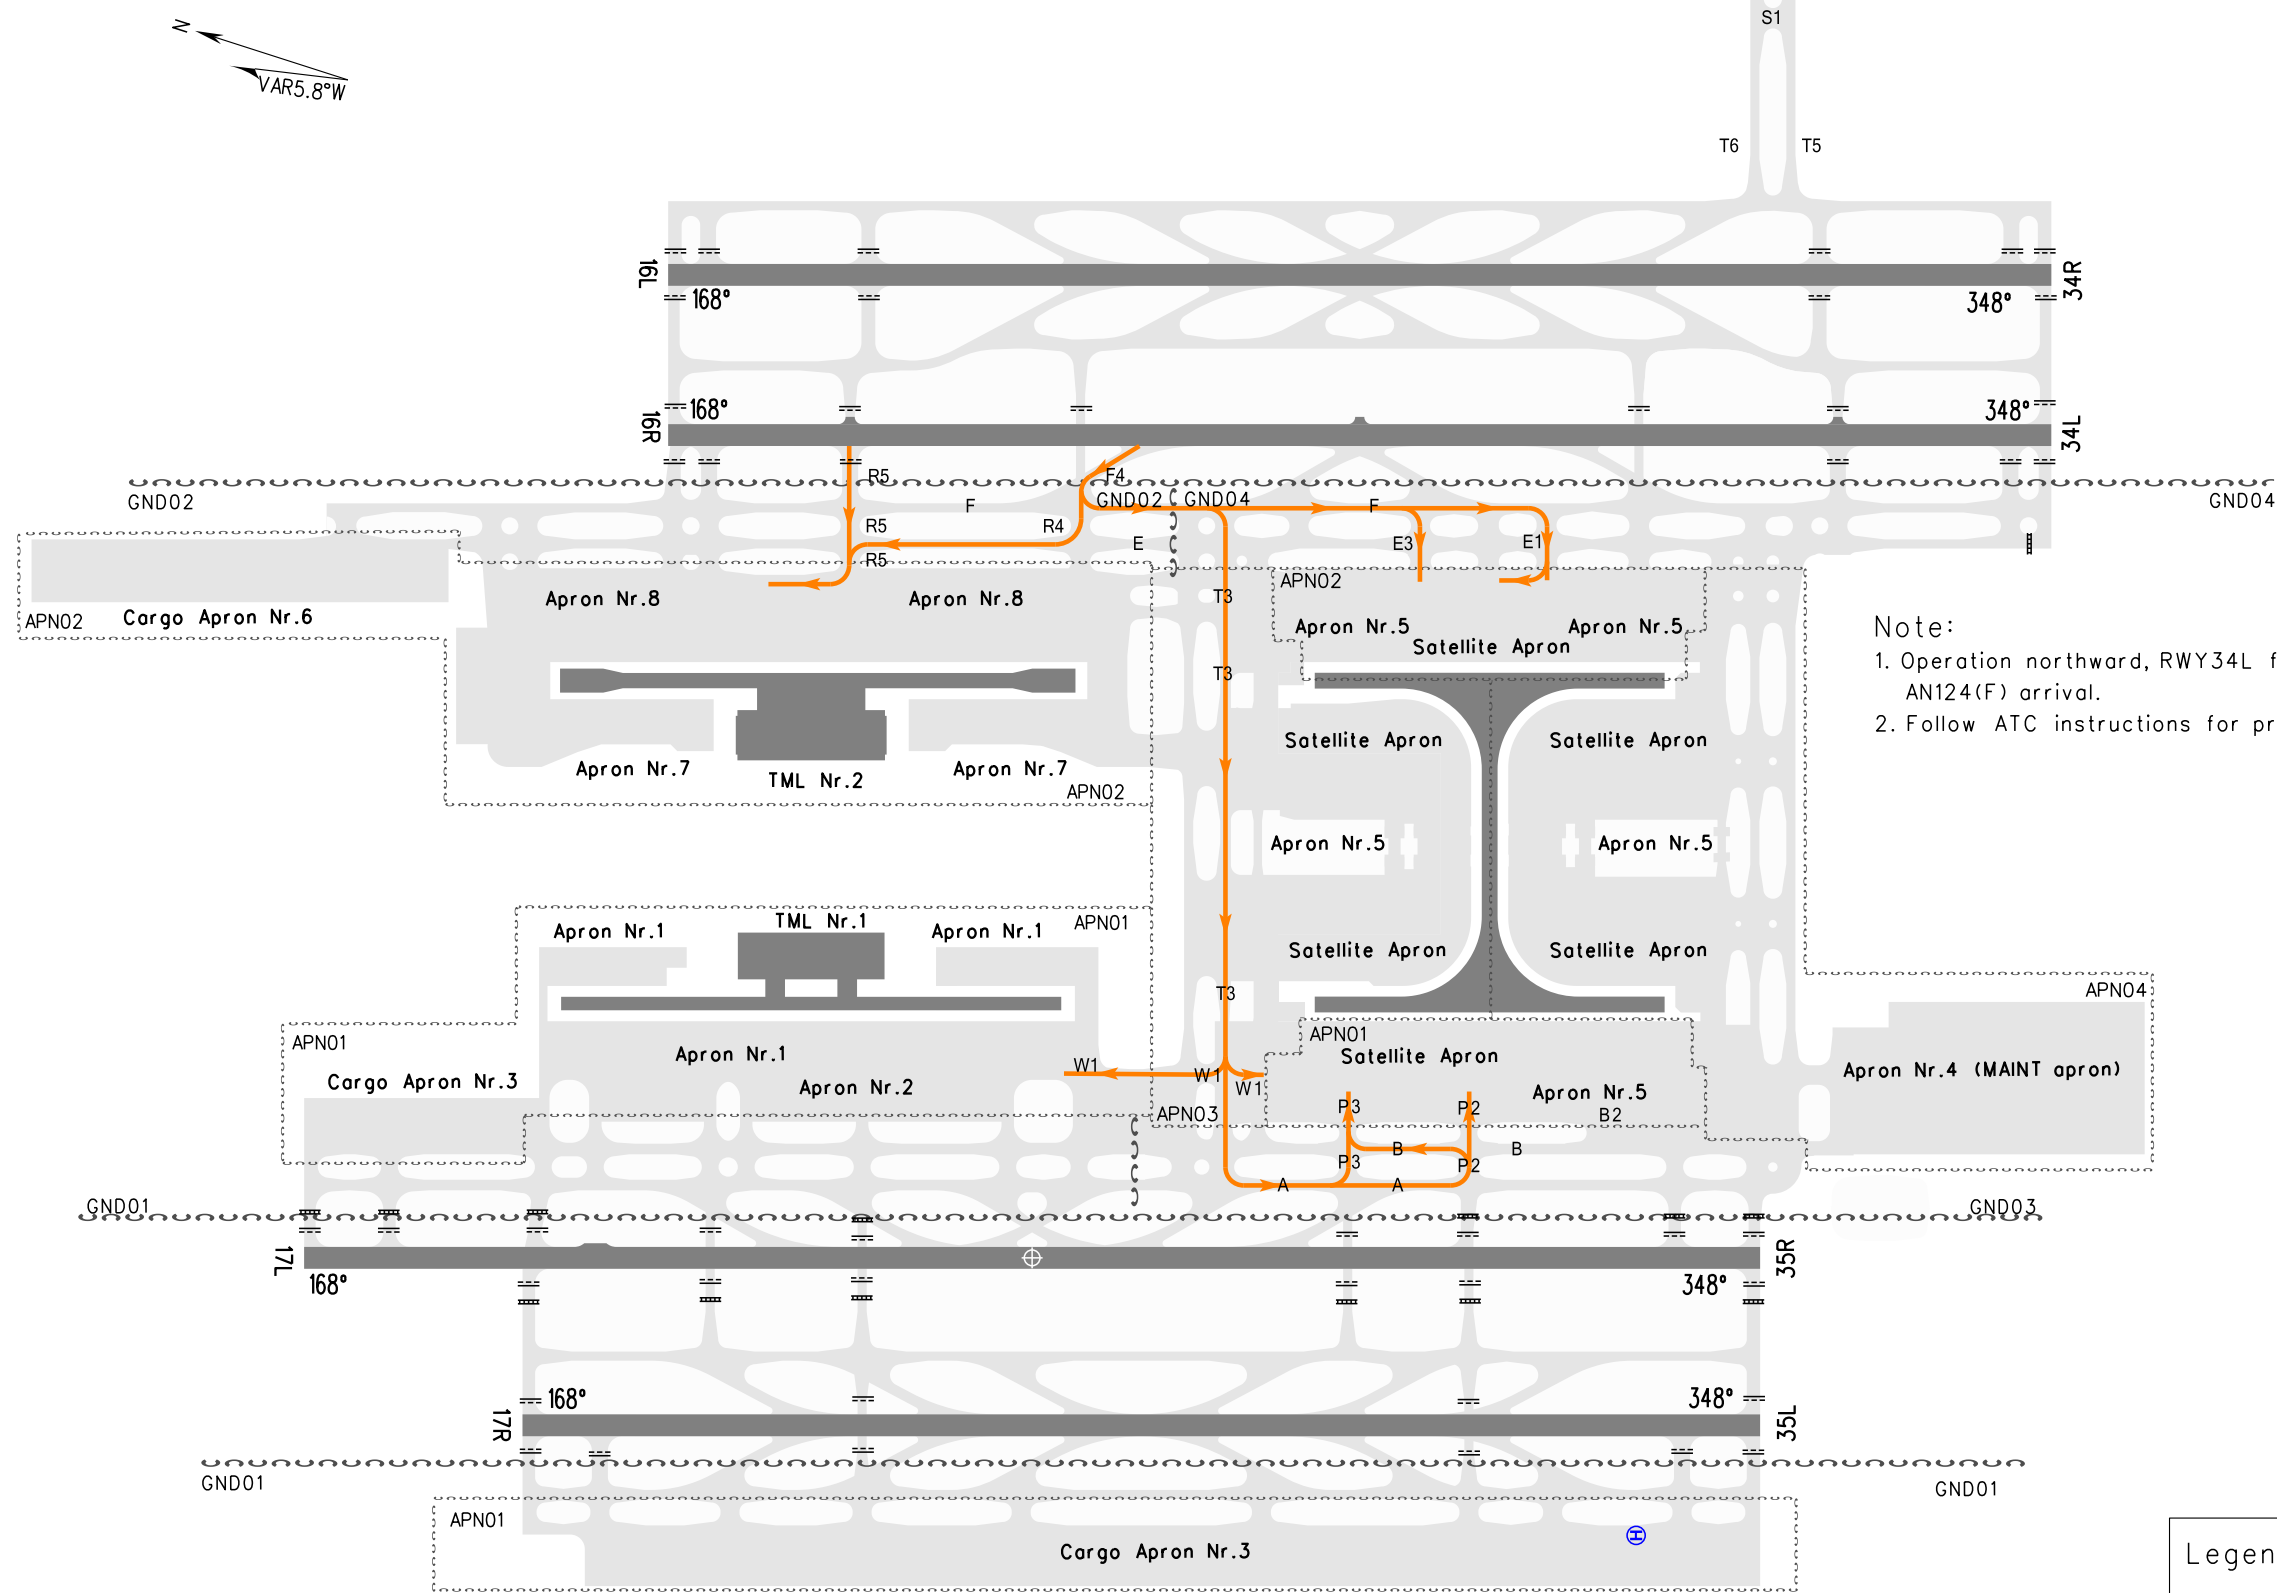 S1
N
VAR5.8°W
T6 T5
16L 34R
168° 348°
168° 348°
16R 34L
R5 F4
GND02 F GND02 GND04 F GND04
R5 R4 E E3 E1
R5
APN02
Apron Nr.8 Apron Nr.8 T3
APN02 Cargo Apron Nr.6
Apron Nr.5 Apron Nr.5
Satellite Apron
Note:
1. Operation northward, RWY34L f
AN124(F) arrival.
2. Follow ATC instructions for pr
T3
Satellite Apron Satellite Apron
Apron Nr.7 TML Nr.2 Apron Nr.7
APN02
Apron Nr.5 Apron Nr.5
Apron Nr.1 TML Nr.1 Apron Nr.1 APN01
Satellite Apron Satellite Apron
T3 APN04
APN01 APN01
Apron Nr.1 Satellite Apron
W1 W1 W1 Apron Nr.4 (MAINT apron)
Cargo Apron Nr.3 Apron Nr.2
Apron Nr.5
APN03 P3 P2 B2
B B
P3 P2
A A
GND01 GND03
17L 35R
168° 348°
168° 348°
17R 35L
GND01 GND01
APN01
H
Cargo Apron Nr.3
Legen